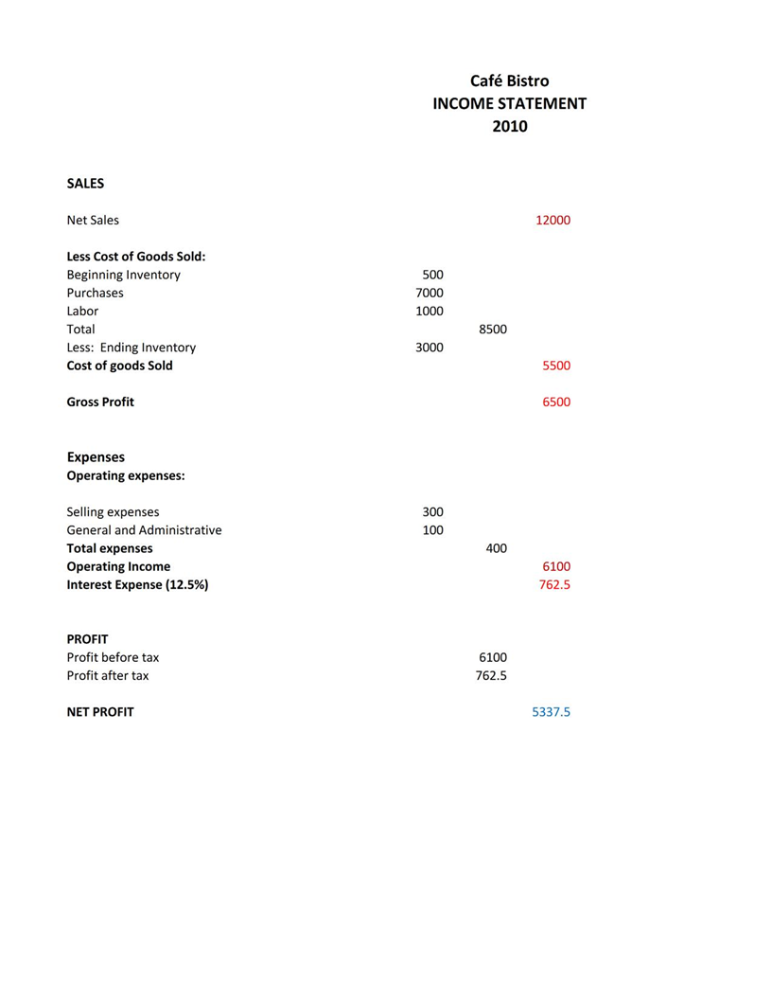 Café Bistro
INCOME STATEMENT
2010
SALES
Net Sales 12000
Less Cost of Goods Sold:
Beginning Inventory 500
Purchases 7000
Labor 1000
Total 8500
Less: Ending Inventory 3000
Cost of goods Sold 5500
Gross Profit 6500
Expenses
Operating expenses:
Selling expenses 300
General and Administrative 100
Total expenses 400
Operating Income 6100
Interest Expense (12.5%) 762.5
PROFIT
Profit before tax 6100
Profit after tax 762.5
NET PROFIT 5337.5